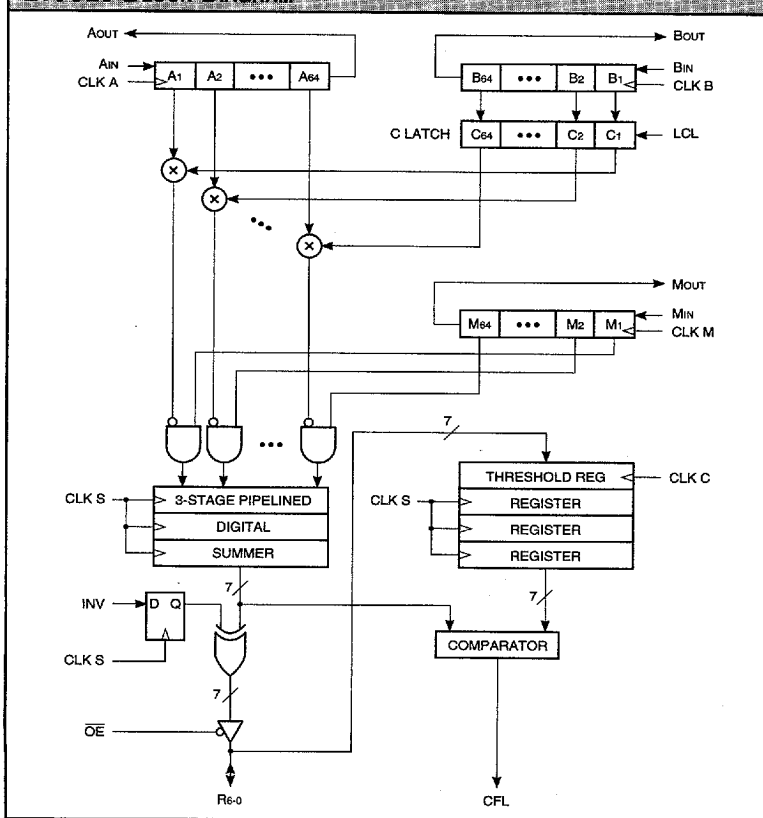 AOUT
BOUT
AIN
CLK A
A1 A2 ••• A64
B64 ••• B2 B1
BIN
CLK B
C LATCH
C64 ••• C2 C1
LCL
×
×
×
MOUT
M64 ••• M2 M1
MIN
CLK M
7
CLK S
3-STAGE PIPELINED
DIGITAL
SUMMER
THRESHOLD REG
CLK C
CLK S
REGISTER
REGISTER
REGISTER
7
7
INV
D Q
CLK S
COMPARATOR
7
OE
R6-0
CFL